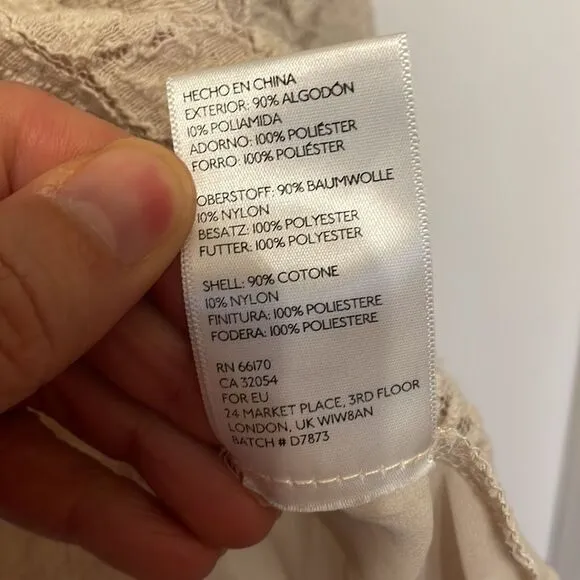 HECHO EN CHINA
EXTERIOR: 90% ALGODÓN
10% POLIAMIDA
ADORNO: 100% POLIÉSTER
FORRO: 100% POLIÉSTER
OBERSTOFF: 90% BAUMWOLLE
10% NYLON
BESATZ: 100% POLYESTER
FUTTER: 100% POLYESTER
SHELL: 90% COTONE
10% NYLON
FINITURA: 100% POLIESTERE
FODERA: 100% POLIESTERE
RN 66170
CA 32054
FOR EU
24 MARKET PLACE, 3RD FLOOR
LONDON, UK W1W8AN
BATCH # D7873